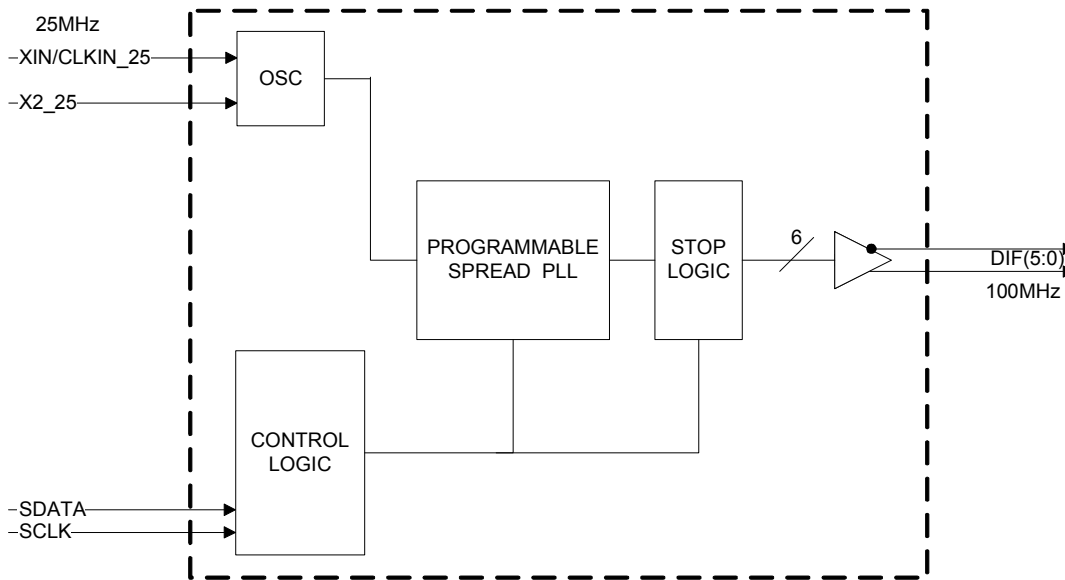 25MHz
XIN/CLKIN_25
X2_25
OSC
PROGRAMMABLE
SPREAD PLL
STOP
LOGIC
6
DIF(5:0)
100MHz
CONTROL
LOGIC
SDATA
SCLK